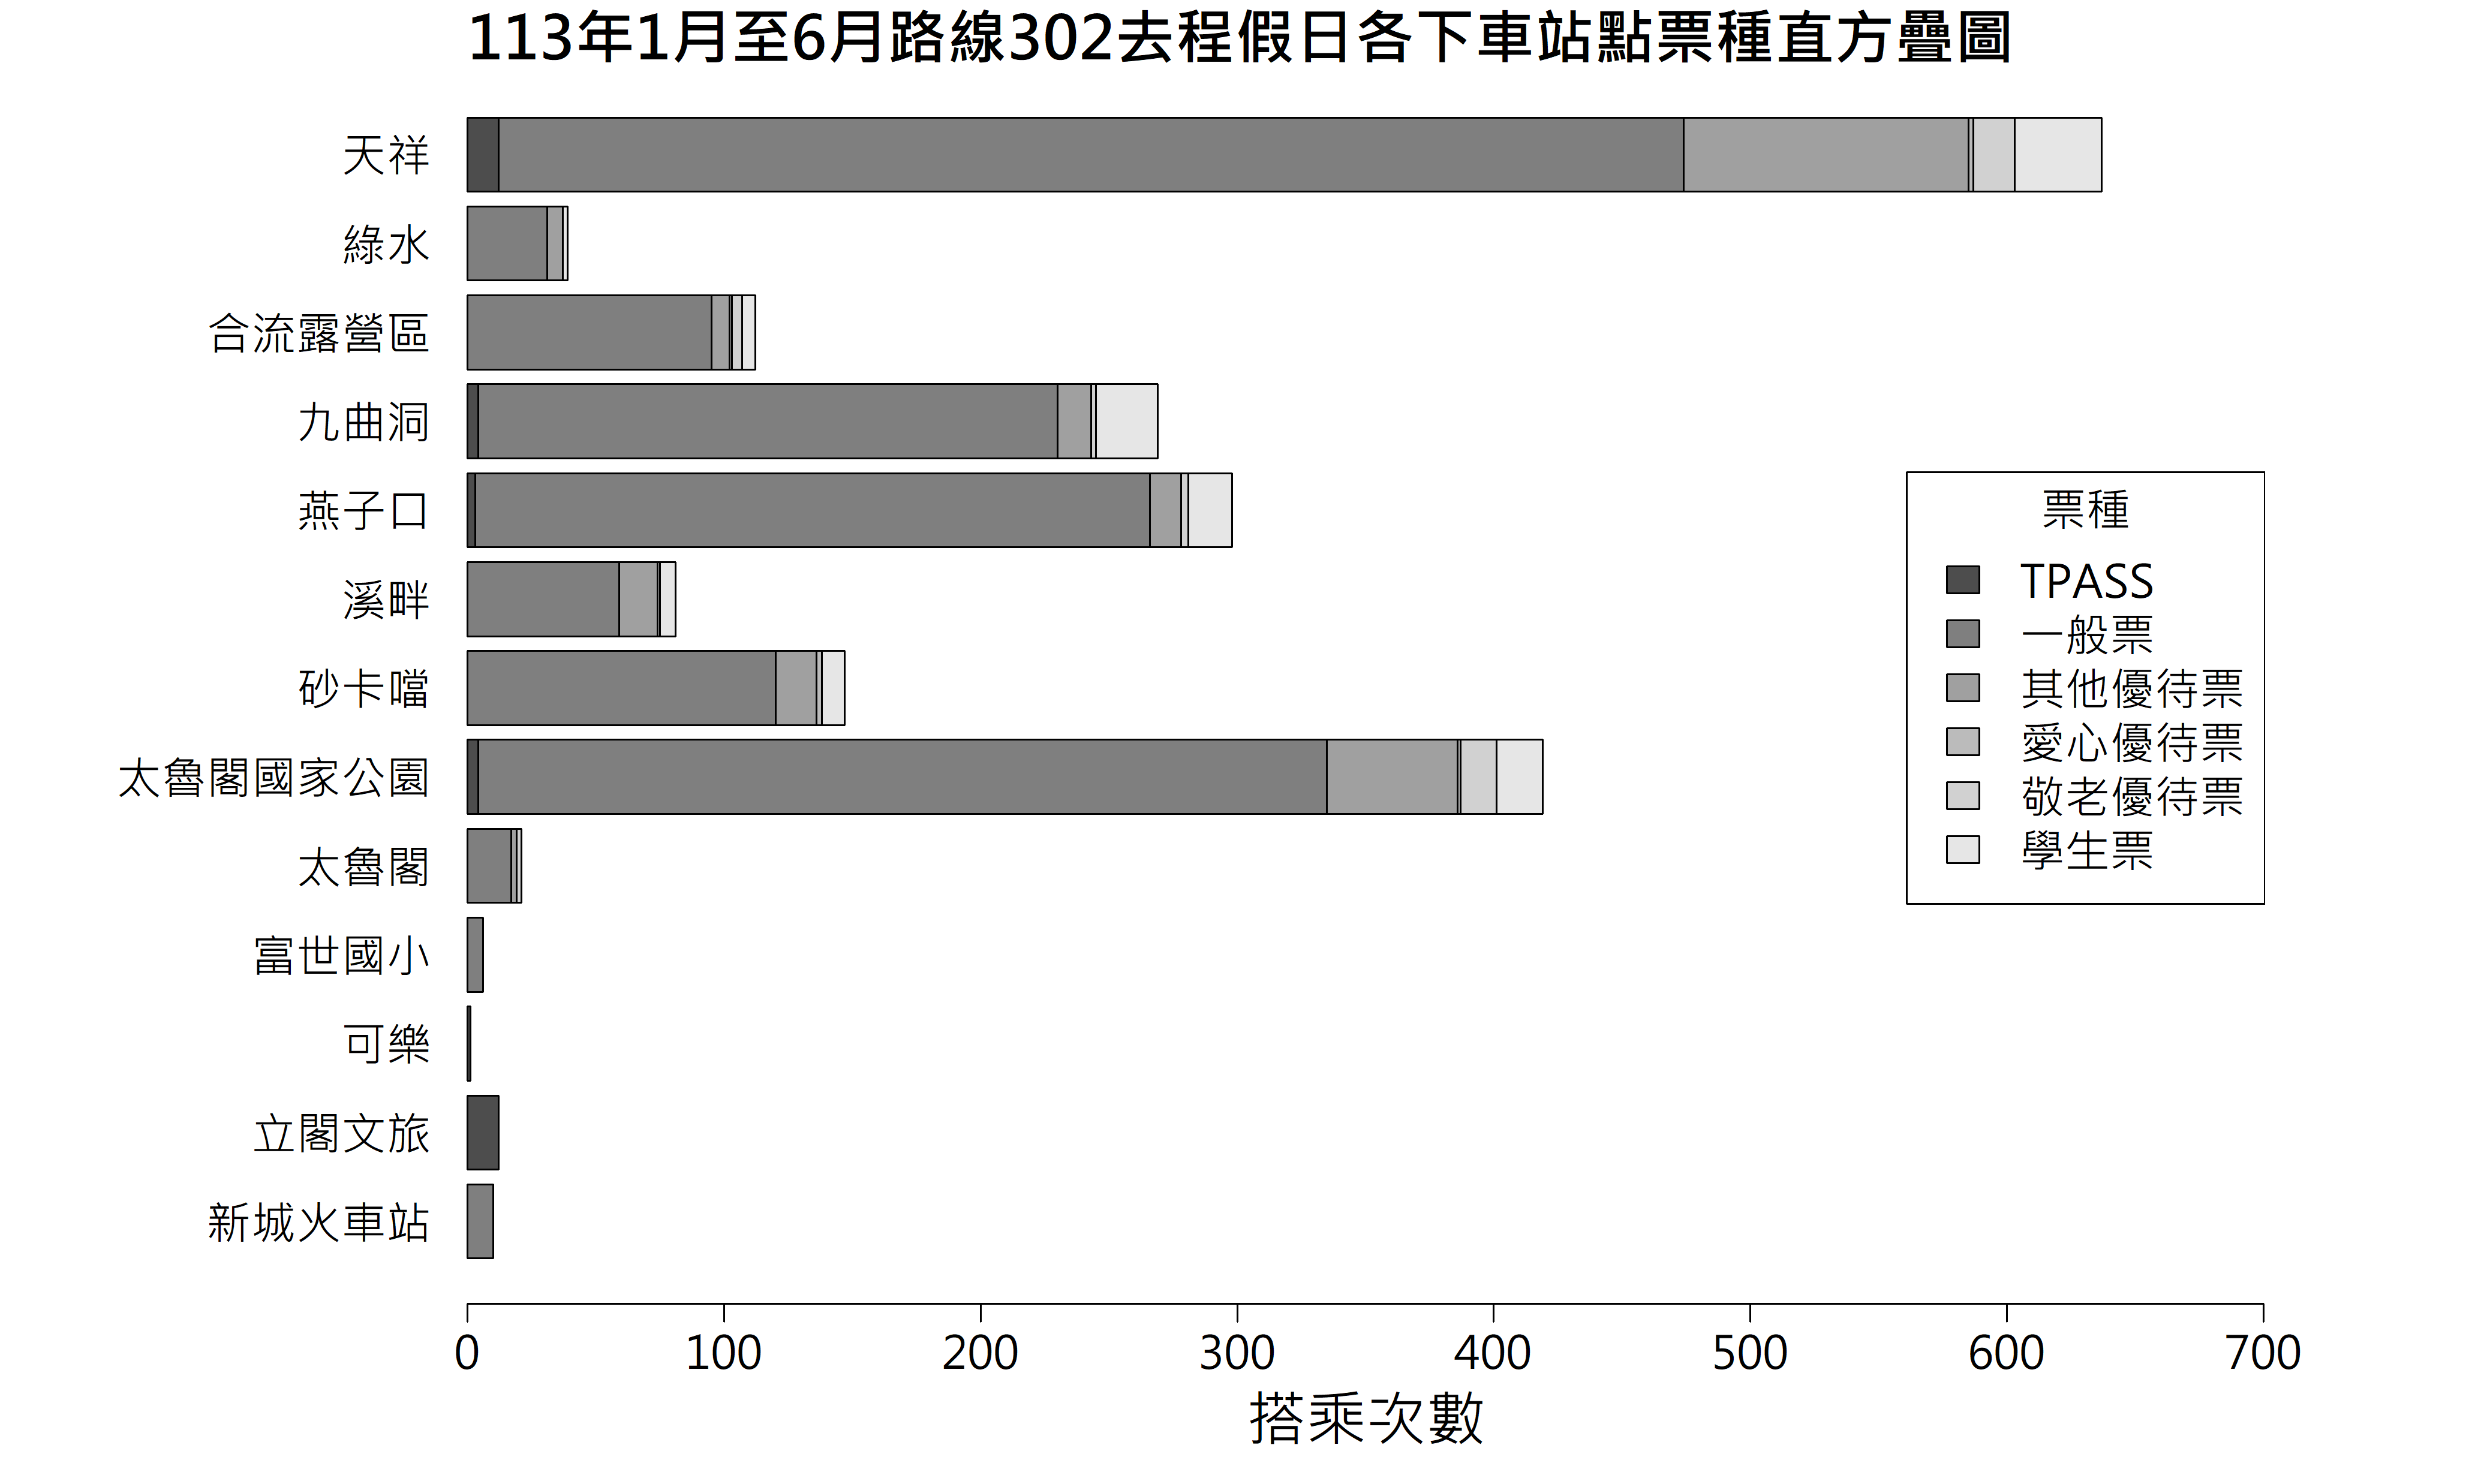 113年1月至6月路線302去程假日各下車站點票種直方疊圖
天祥
綠水
合流露營區
九曲洞
燕子口
溪畔
砂卡噹
太魯閣國家公園
太魯閣
富世國小
可樂
立閣文旅
新城火車站
票種
TPASS
一般票
其他優待票
愛心優待票
敬老優待票
學生票
0 100 200 300 400 500 600 700
搭乘次數